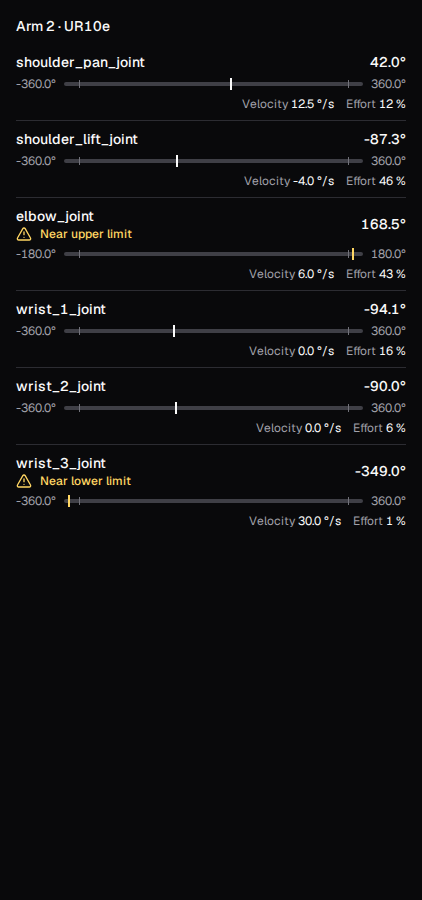 Arm 2 · UR10e
shoulder_pan_joint 42.0°
-360.0° 360.0°
Velocity 12.5 °/s Effort 12 %
shoulder_lift_joint -87.3°
-360.0° 360.0°
Velocity -4.0 °/s Effort 46 %
elbow_joint 168.5°
Near upper limit
-180.0° 180.0°
Velocity 6.0 °/s Effort 43 %
wrist_1_joint -94.1°
-360.0° 360.0°
Velocity 0.0 °/s Effort 16 %
wrist_2_joint -90.0°
-360.0° 360.0°
Velocity 0.0 °/s Effort 6 %
wrist_3_joint -349.0°
Near lower limit
-360.0° 360.0°
Velocity 30.0 °/s Effort 1 %